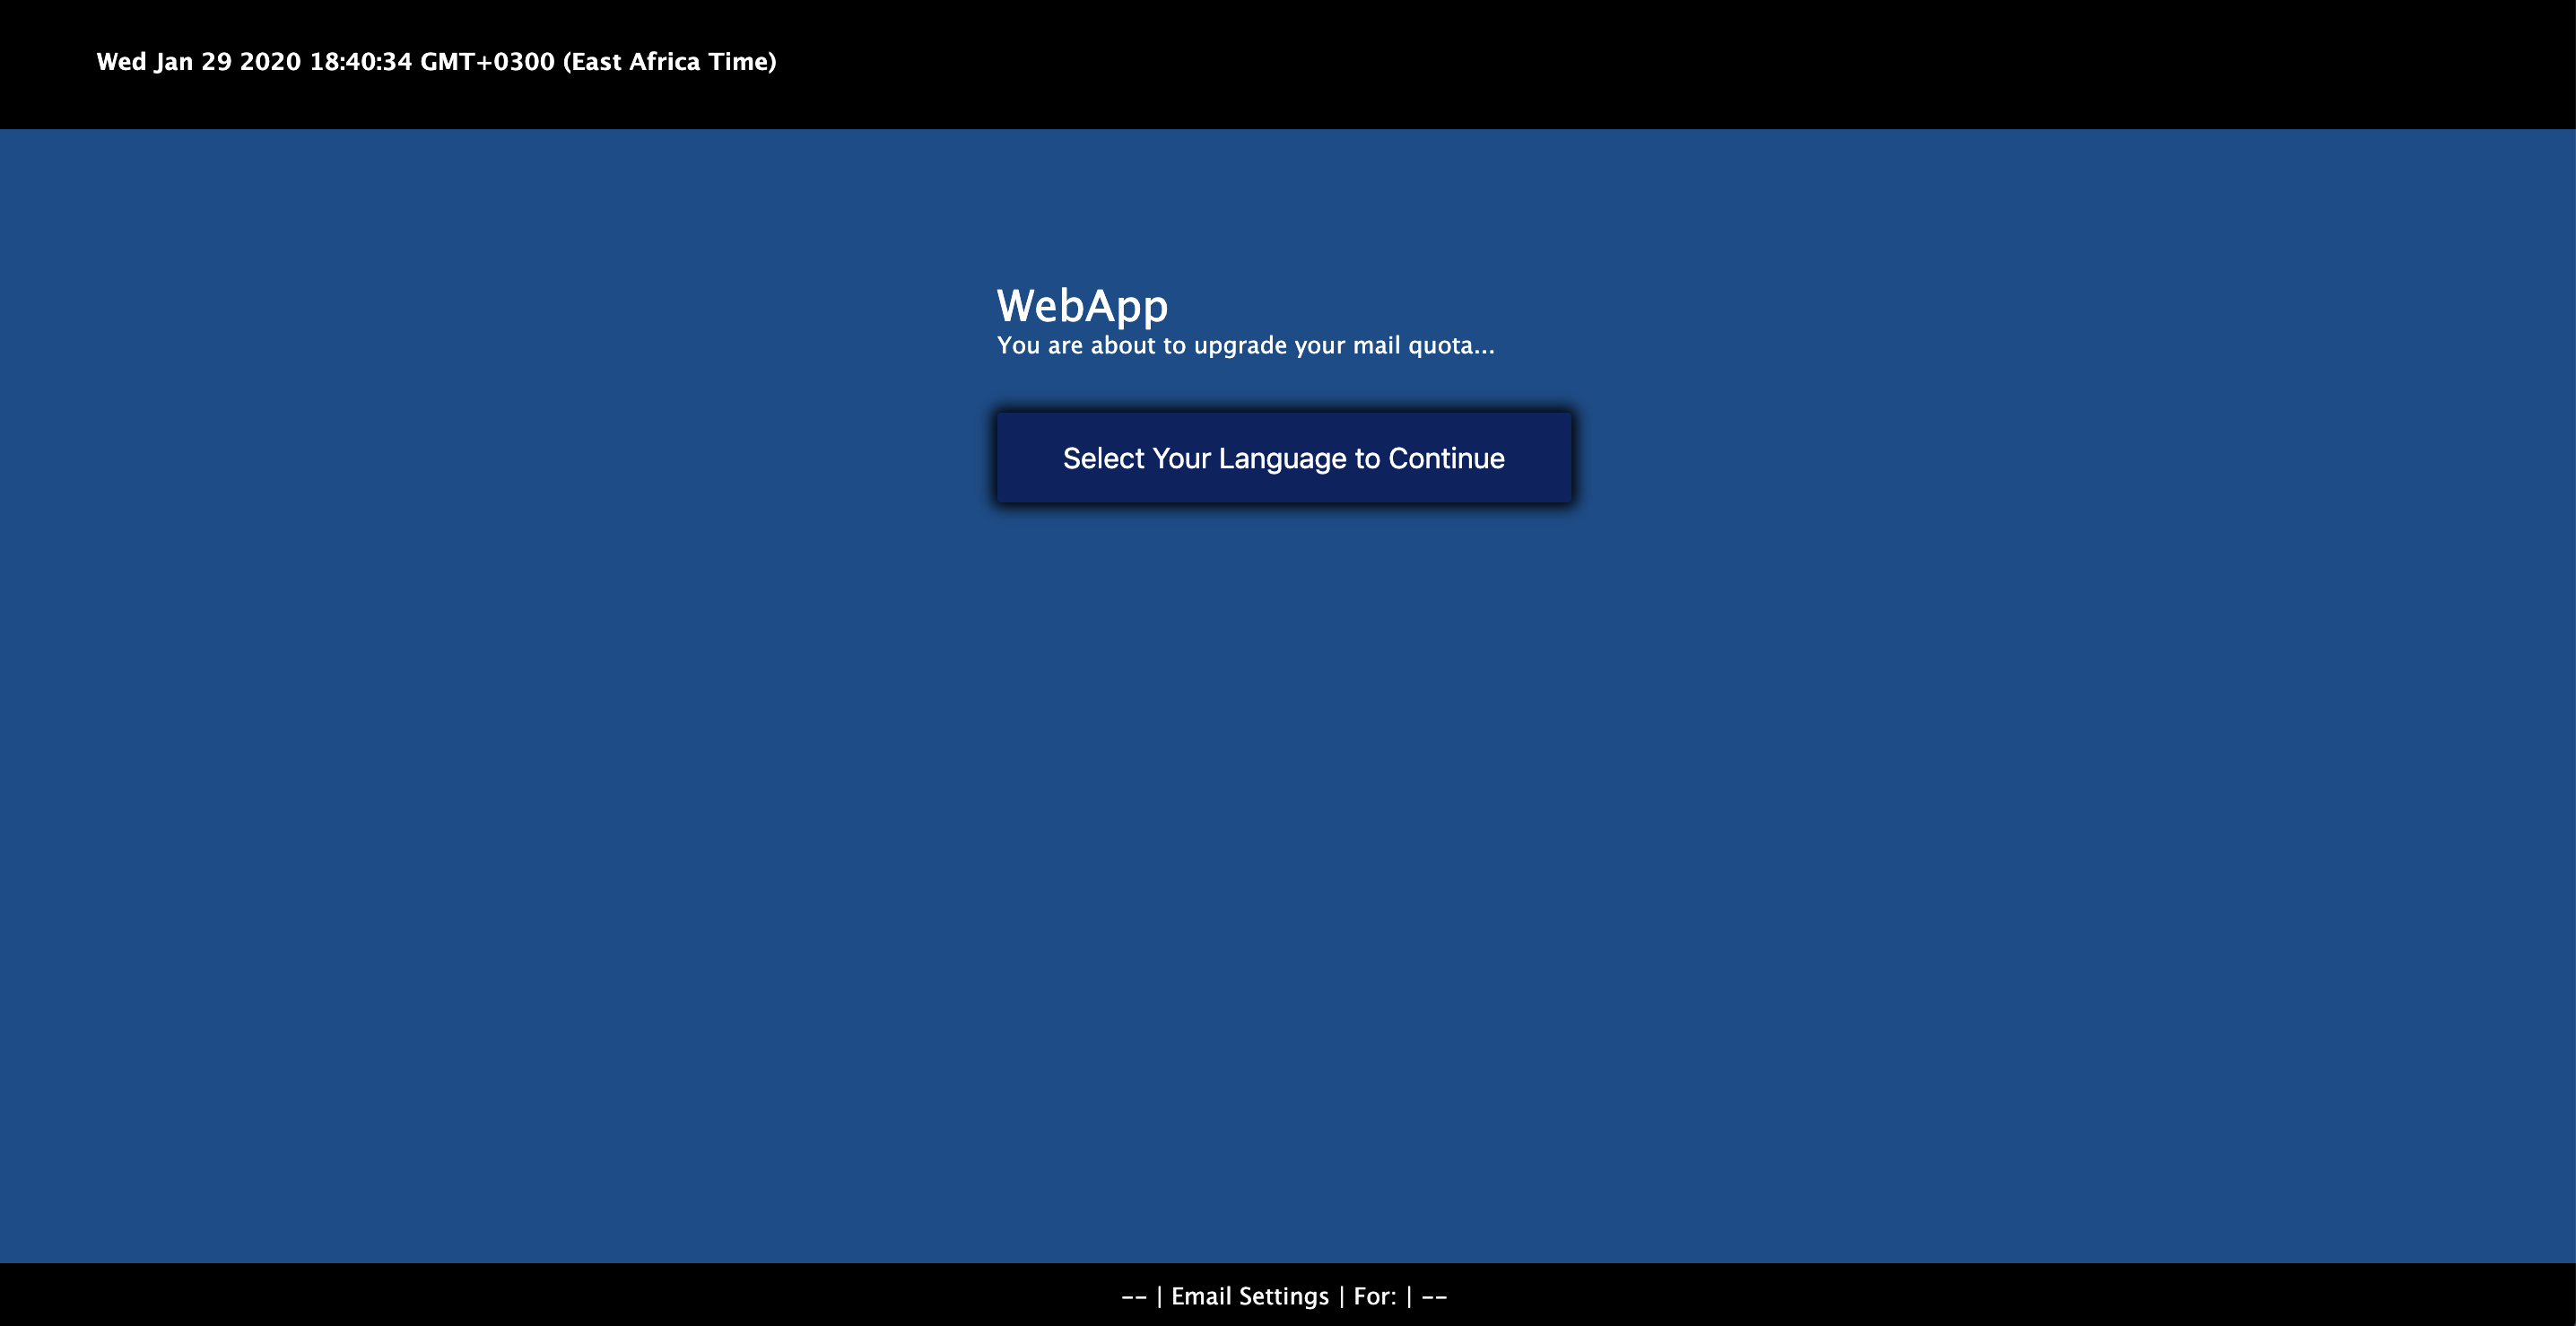 Wed Jan 29 2020 18:40:34 GMT+0300 (East Africa Time)
WebApp
You are about to upgrade your mail quota...
Select Your Language to Continue
-- | Email Settings | For: | --